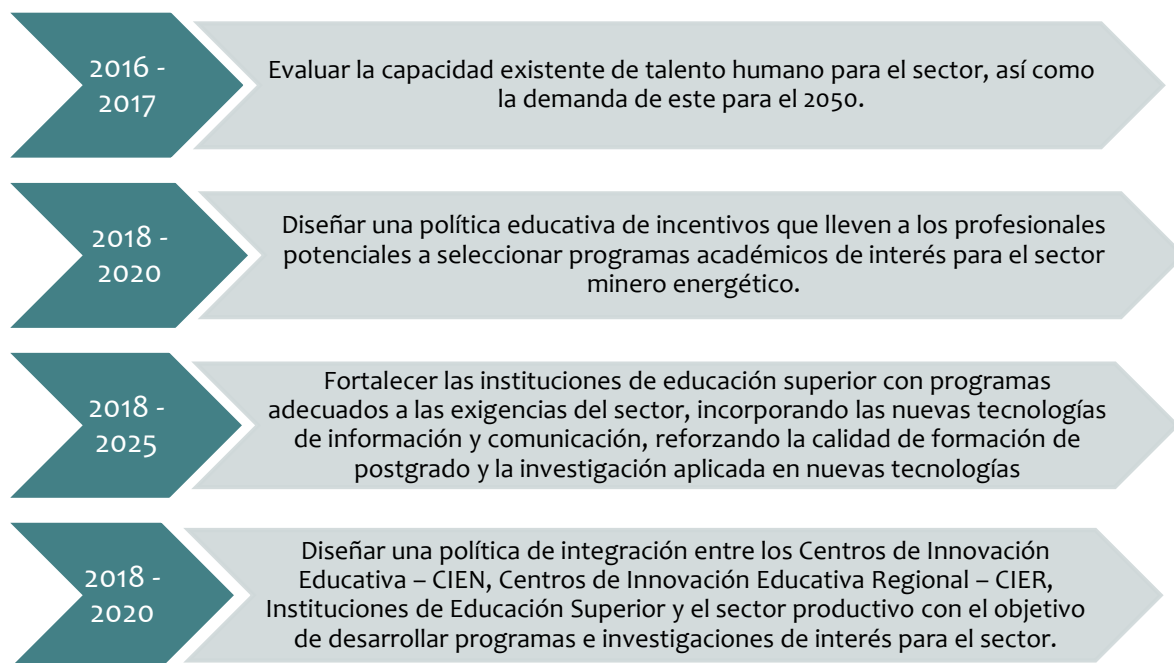 2016 -
2017
Evaluar la capacidad existente de talento humano para el sector, así como
la demanda de este para el 2050.
2018 -
2020
Diseñar una política educativa de incentivos que lleven a los profesionales
potenciales a seleccionar programas académicos de interés para el sector
minero energético.
2018 -
2025
Fortalecer las instituciones de educación superior con programas
adecuados a las exigencias del sector, incorporando las nuevas tecnologías
de información y comunicación, reforzando la calidad de formación de
postgrado y la investigación aplicada en nuevas tecnologías
2018 -
2020
Diseñar una política de integración entre los Centros de Innovación
Educativa – CIEN, Centros de Innovación Educativa Regional – CIER,
Instituciones de Educación Superior y el sector productivo con el objetivo
de desarrollar programas e investigaciones de interés para el sector.